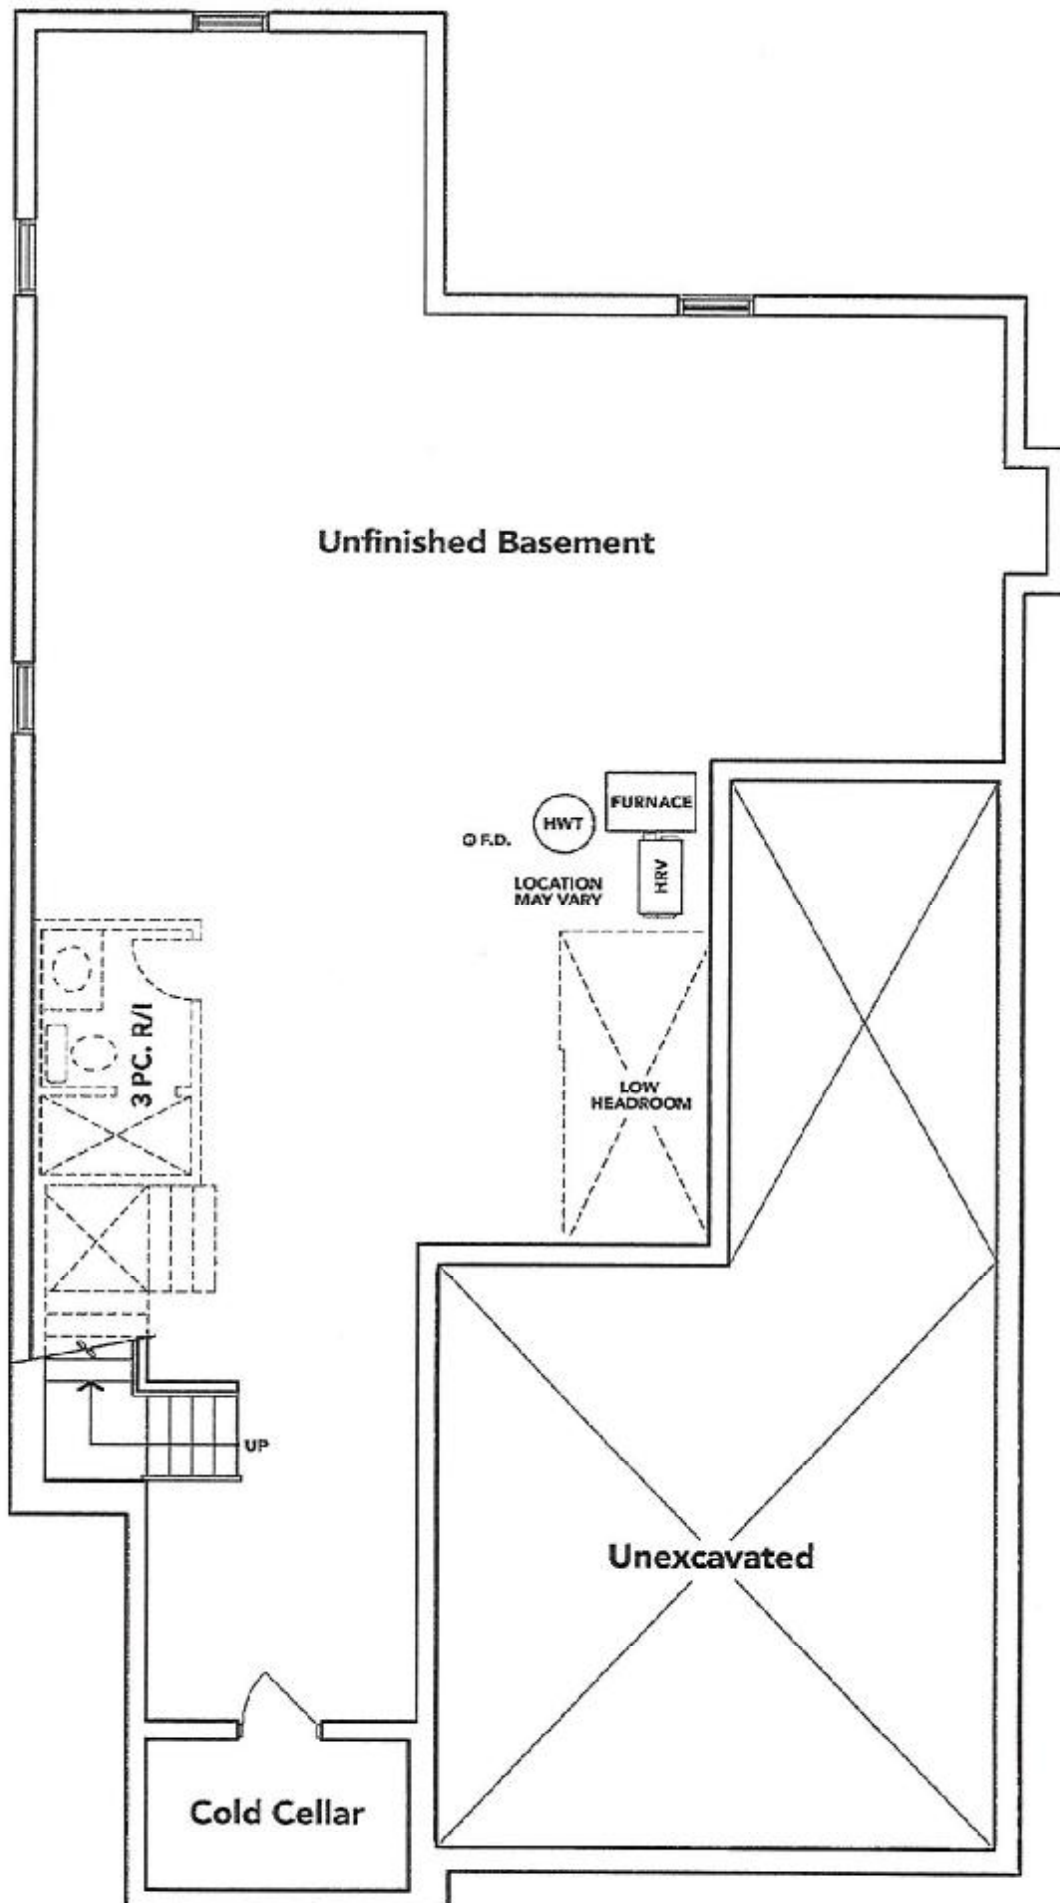 Unfinished Basement
FURNACE
HWT
F.D.
HRV
LOCATION
MAY VARY
3 PC. R/I
LOW
HEADROOM
UP
Unexcavated
Cold Cellar